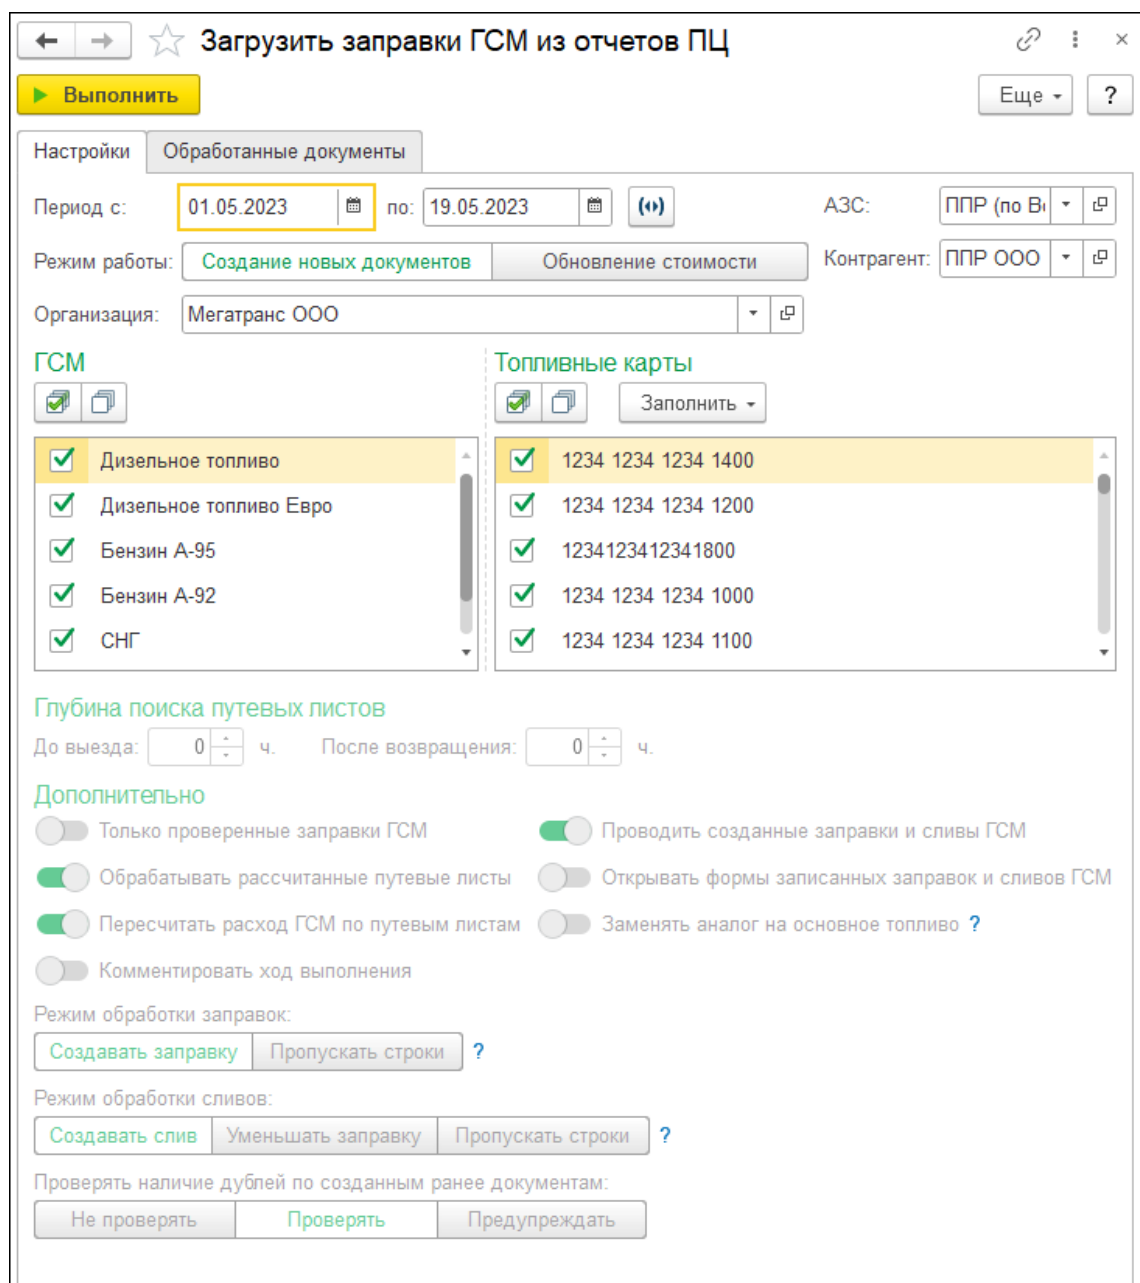 Загрузить заправки ГСМ из отчетов ПЦ
Выполнить
Еще
?
Настройки
Обработанные документы
Период с: 01.05.2023 по: 19.05.2023
АЗС: ППР (по
Режим работы: Создание новых документов Обновление стоимости
Контрагент: ППР ООО
Организация: Мегатранс ООО
ГСМ
Топливные карты
Заполнить
Дизельное топливо
Дизельное топливо Евро
Бензин А-95
Бензин А-92
СНГ
1234 1234 1234 1400
1234 1234 1234 1200
1234123412341800
1234 1234 1234 1000
1234 1234 1234 1100
Глубина поиска путевых листов
До выезда: 0 ч. После возвращения: 0 ч.
Дополнительно
Только проверенные заправки ГСМ
Проводить созданные заправки и сливы ГСМ
Обрабатывать рассчитанные путевые листы
Открывать формы записанных заправок и сливов ГСМ
Пересчитать расход ГСМ по путевым листам
Заменять аналог на основное топливо ?
Комментировать ход выполнения
Режим обработки заправок:
Создавать заправку Пропускать строки ?
Режим обработки сливов:
Создавать слив Уменьшать заправку Пропускать строки ?
Проверять наличие дублей по созданным ранее документам:
Не проверять Проверять Предупреждать